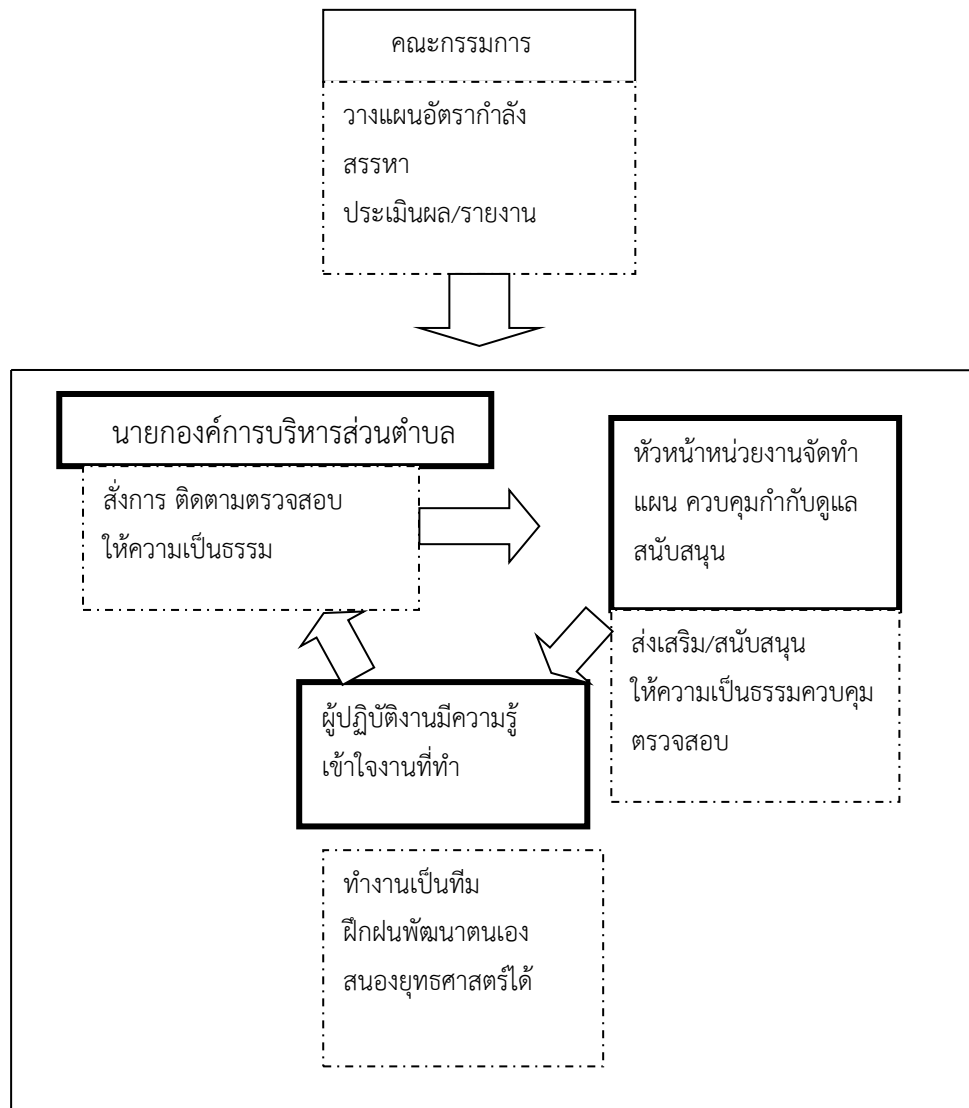 คณะกรรมการ
วางแผนอัตรากำลัง
สรรหา
ประเมินผล/รายงาน
นายกองค์การบริหารส่วนตำบล
สั่งการ ติดตามตรวจสอบ
ให้ความเป็นธรรม
หัวหน้าหน่วยงานจัดทำ
แผน ควบคุมกำกับดูแล
สนับสนุน
ส่งเสริม/สนับสนุน
ให้ความเป็นธรรมควบคุม
ตรวจสอบ
ผู้ปฏิบัติงานมีความรู้
เข้าใจงานที่ทำ
ทำงานเป็นทีม
ฝึกฝนพัฒนาตนเอง
สนองยุทธศาสตร์ได้